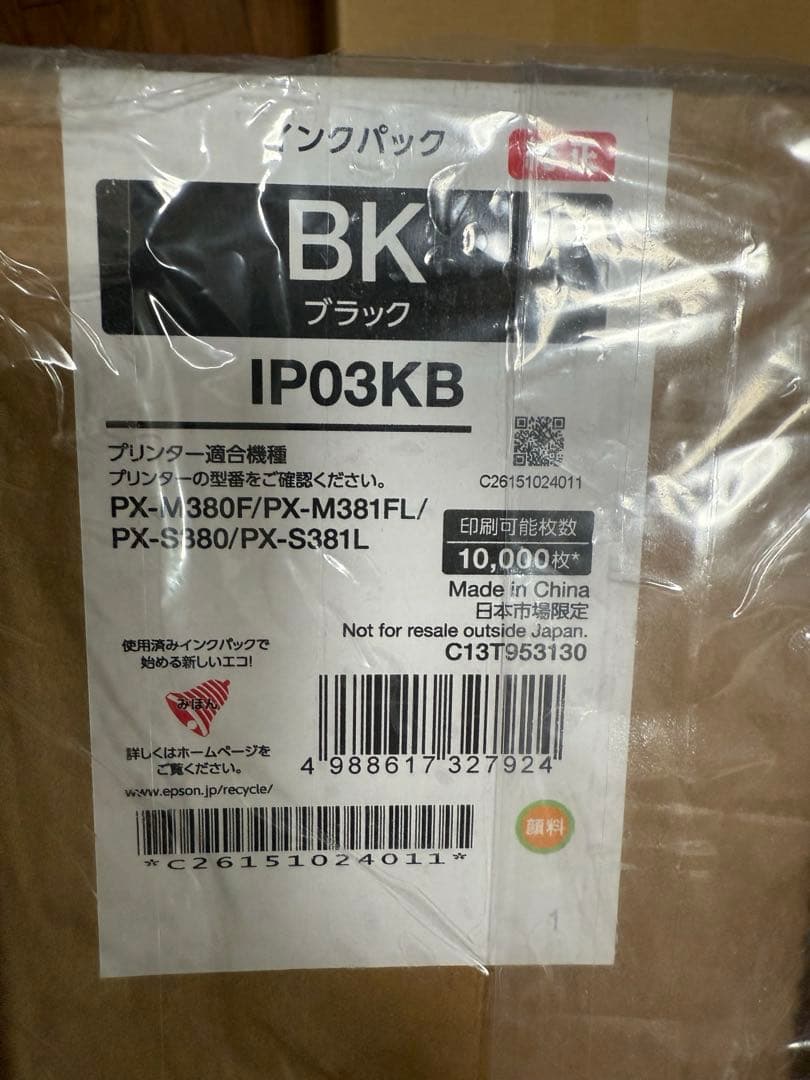 インクパック
BK
ブラック
IP03KB
プリンター適合機種
プリンターの型番をご確認ください。
PX-M380F/PX-M381FL/
PX-S380/PX-S381L
C26151024011
印刷可能枚数
10,000枚*
Made in China
日本市場限定
Not for resale outside Japan.
C13T953130
使用済みインクパックで
始める新しいエコ!
みほん
詳しくはホームページを
ご覧ください。
www.epson.jp/recycle/
4 988617 327924
*C26151024011*
顔料
1